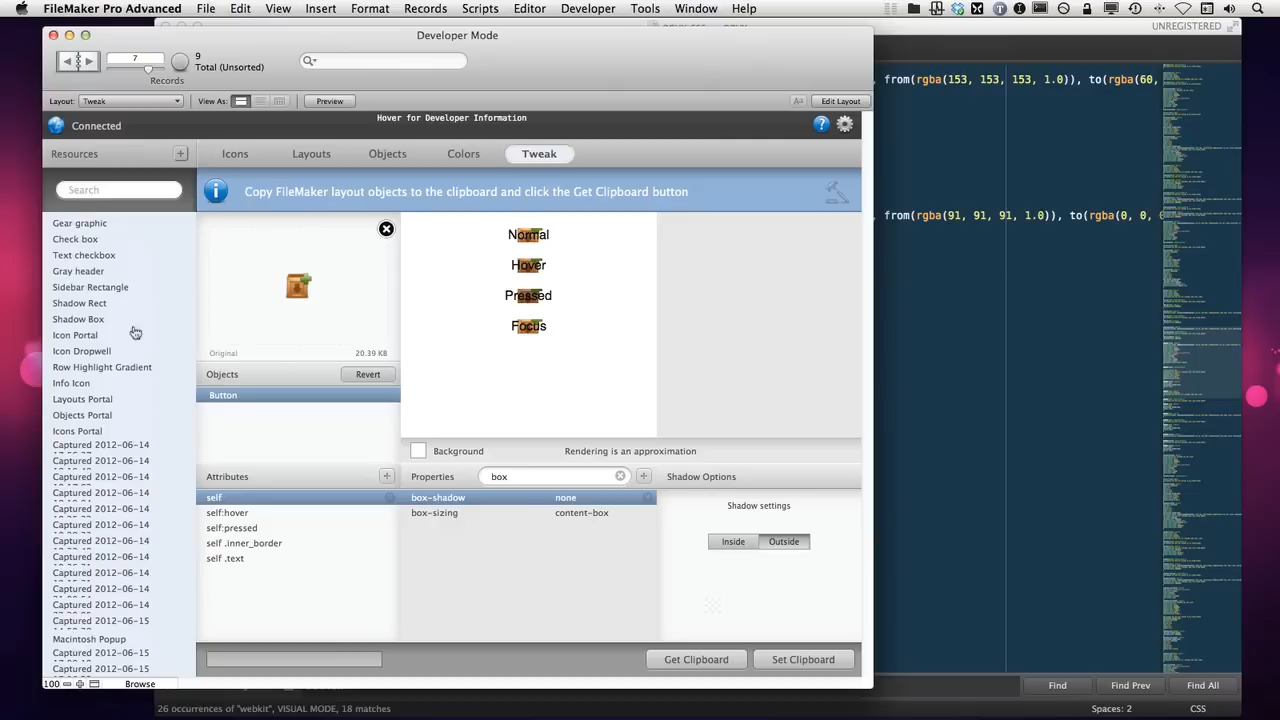 FileMaker Pro Advanced File Edit View Insert Format Records Scripts Editor Developer Tools Window Help
UNREGISTERED
Developer Mode
7
9
Total (Unsorted)
Records
Layout: Tweak View As: Preview Aa Edit Layout
from(rgba(153, 153, 153, 1.0)), to(rgba(60,
Hover for Developer Information
Connected
Resources
Icons Layouts Objects Colors Tweak
Search
Copy FileMaker layout objects to the clipboard and click the Get Clipboard button
from(rgba(91, 91, 91, 1.0)), to(rgba(0, 0,
Gear graphic
Check box
Text checkbox
Gray header
Sidebar Rectangle
Shadow Rect
Shadow Box
Icon Portal
Icon Dropwell
Row Highlight Gradient
Info Icon
Layouts Portal
Objects Portal
Icons Portal
Captured 2012-06-14
Captured 2012-06-14
Captured 2012-06-14
Captured 2012-06-14
Captured 2012-06-14
Captured 2012-06-14
Captured 2012-06-14
Captured 2012-06-14
Captured 2012-06-14
Captured 2012-06-14
Captured 2012-06-14
Captured 2012-06-15
Macintosh Popup
Captured 2012-06-15
Captured 2012-06-15
Normal
Hover
Pressed
Focus
Original 20.39 KB
Objects Revert
Button
Background Rendering is an approximation
Attributes
self
self:hover
self:pressed
self .inner_border
self .text
Properties box
box-shadow none
box-sizing content-box
Shadow Options
Shadow settings
Inside Outside
Get Clipboard Set Clipboard
100 Browse
Find Find Prev Find All
26 occurrences of "webkit", VISUAL MODE, 18 matches
Spaces: 2 CSS